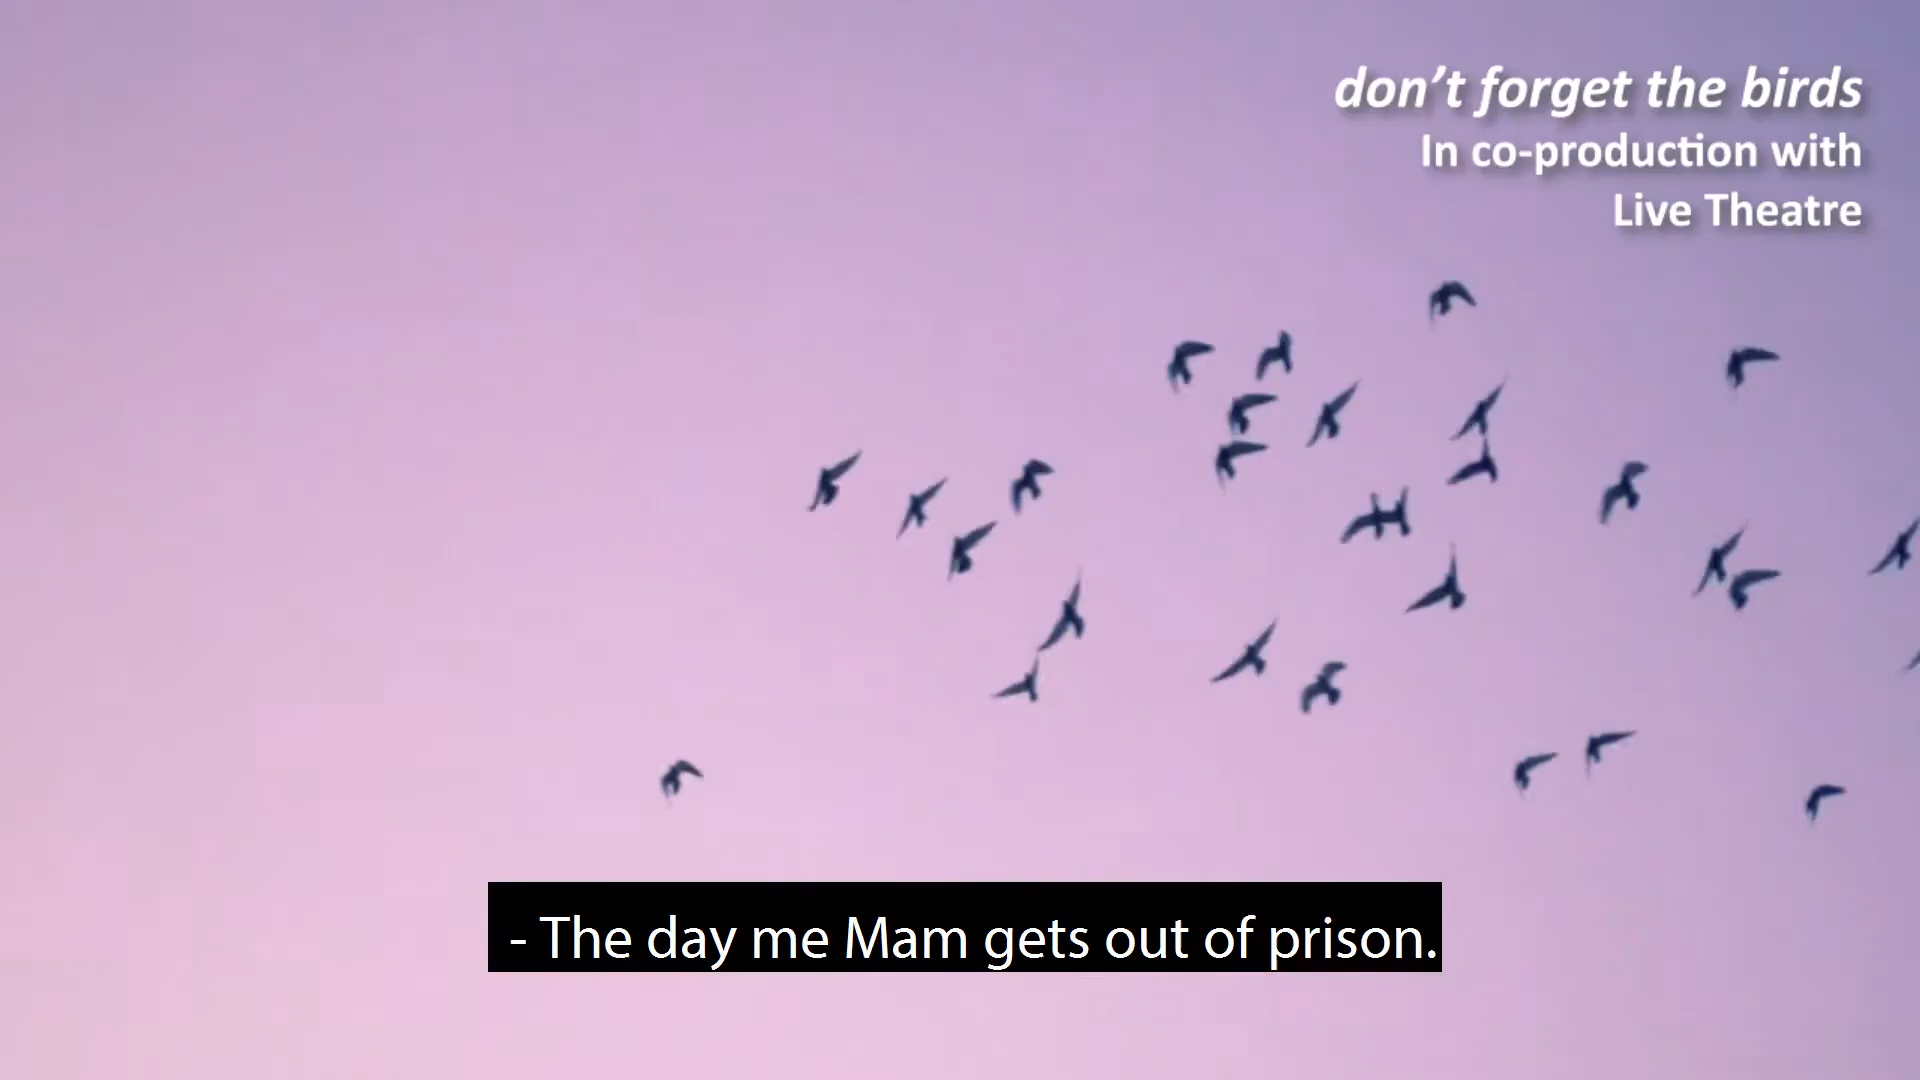 don’t forget the birds
In co-production with
Live Theatre
- The day me Mam gets out of prison.